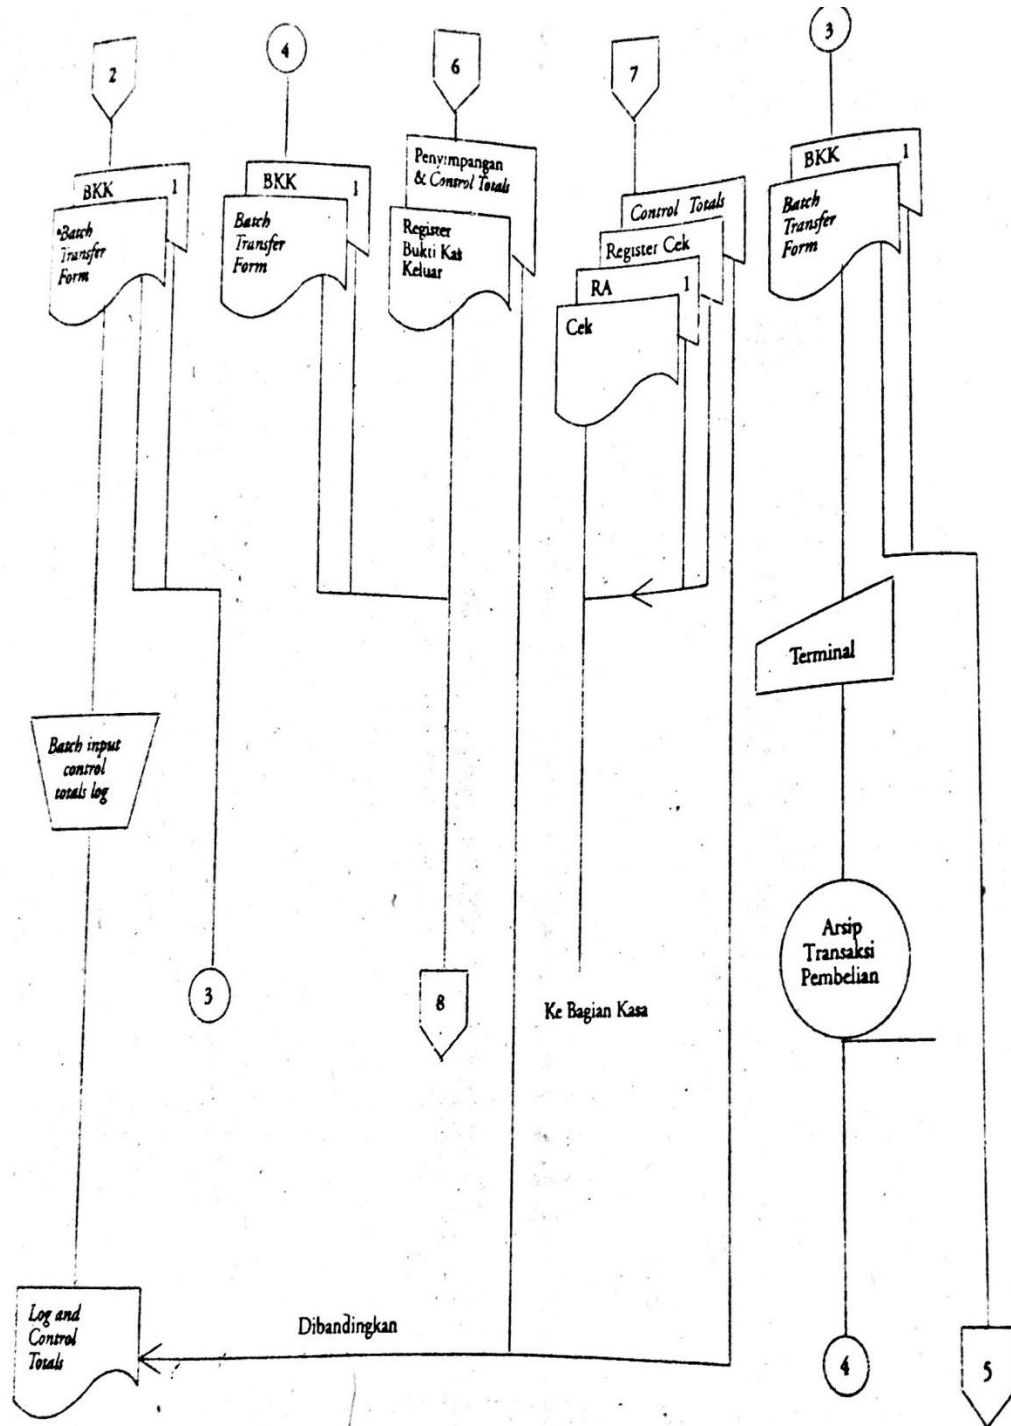 2
4
6
7
3
BKK 1
Batch
Transfer
Form
BKK 1
Batch
Transfer
Form
Penyimpangan
& Control Totals
Register
Bukti Kas
Keluar
Control Totals
Register Cek
RA 1
Cek
BKK 1
Batch
Transfer
Form
Terminal
Batch input
control
totals log
Arsip
Transaksi
Pembelian
3
8
Ke Bagian Kasa
Log and
Control
Totals
Dibandingkan
4
5